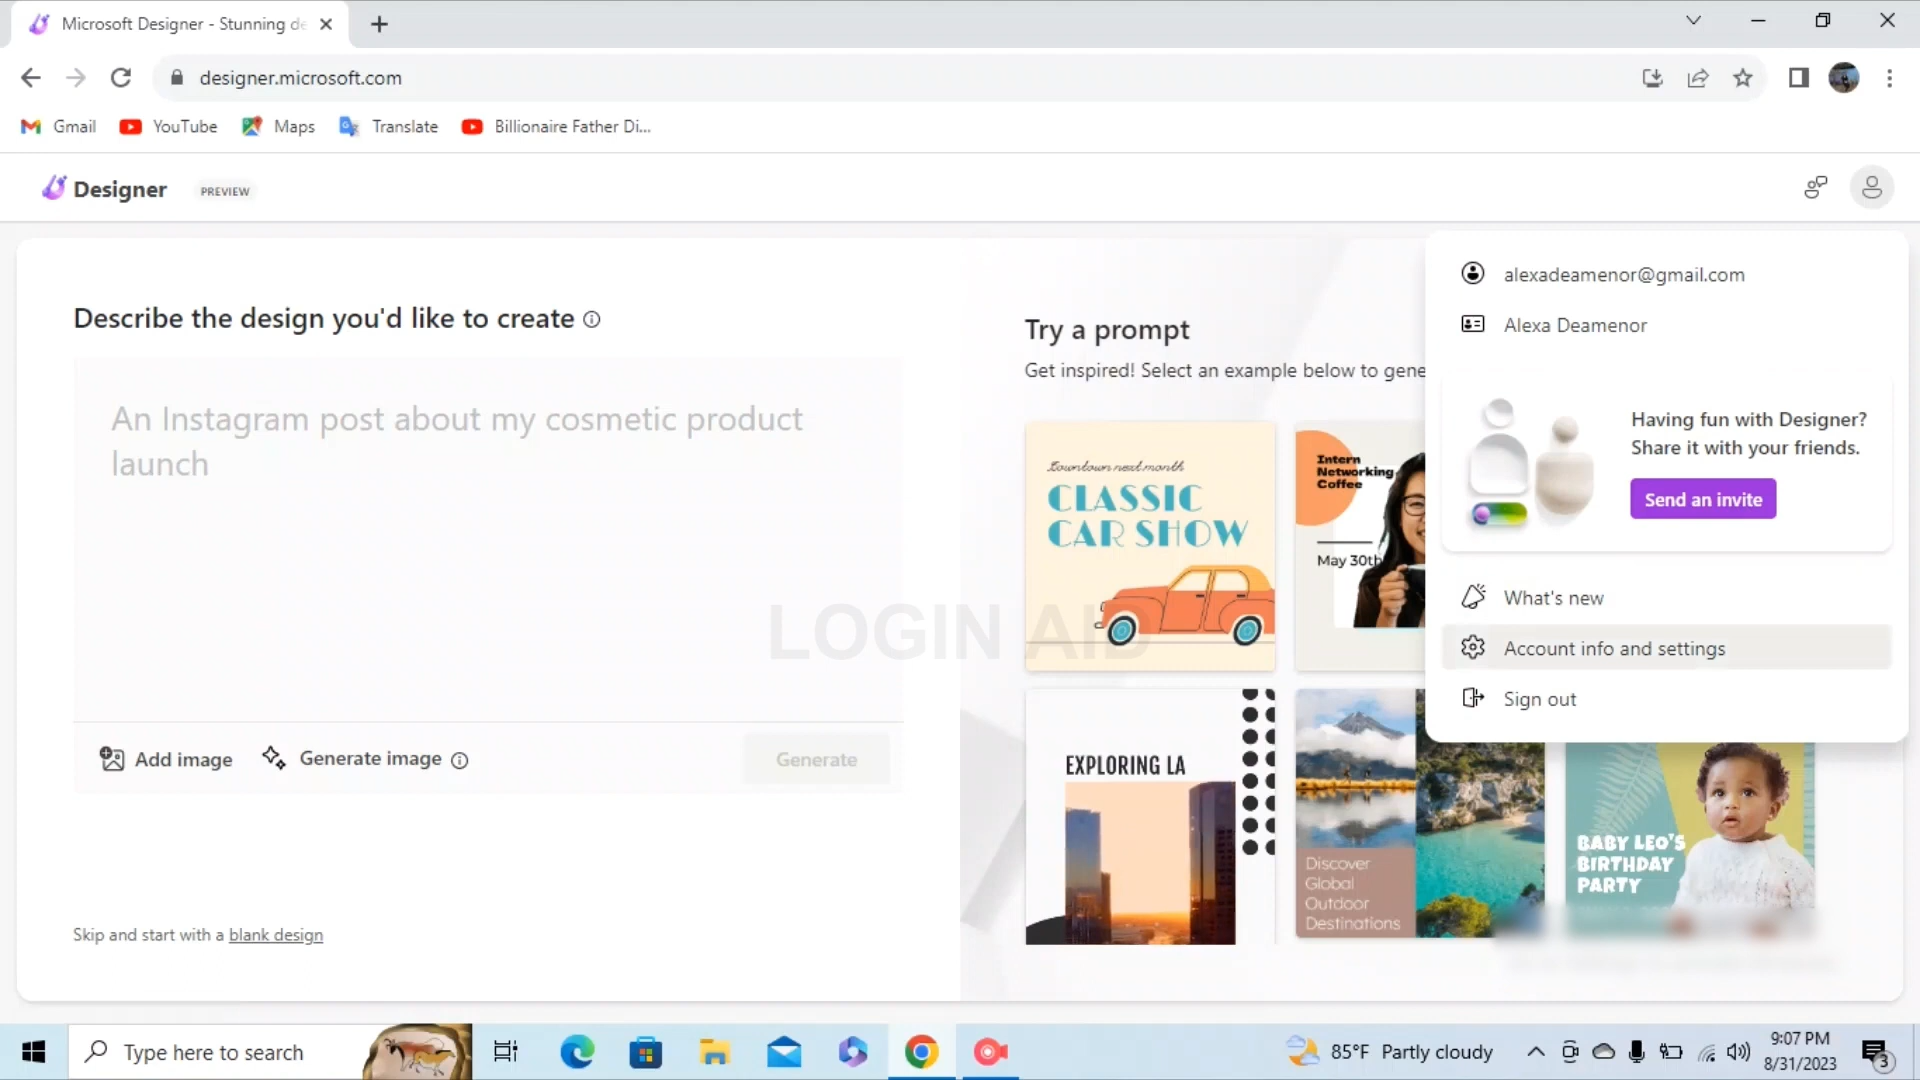 Microsoft Designer - Stunning de
designer.microsoft.com
Gmail
YouTube
Maps
Translate
Billionaire Father Di...
Designer
PREVIEW
Describe the design you'd like to create
An Instagram post about my cosmetic product
launch
Add image
Generate image
Generate
Skip and start with a blank design
Try a prompt
Get inspired! Select an example below to gene
Downtown next month
CLASSIC
CAR SHOW
Intern
Networking
Coffee
May 30th
EXPLORING LA
Discover
Global
Outdoor
Destinations
BABY LEO'S
BIRTHDAY
PARTY
alexadeamenor@gmail.com
Alexa Deamenor
Having fun with Designer?
Share it with your friends.
Send an invite
What's new
Account info and settings
Sign out
LOGIN AID
Type here to search
85°F Partly cloudy
9:07 PM
8/31/2023
3